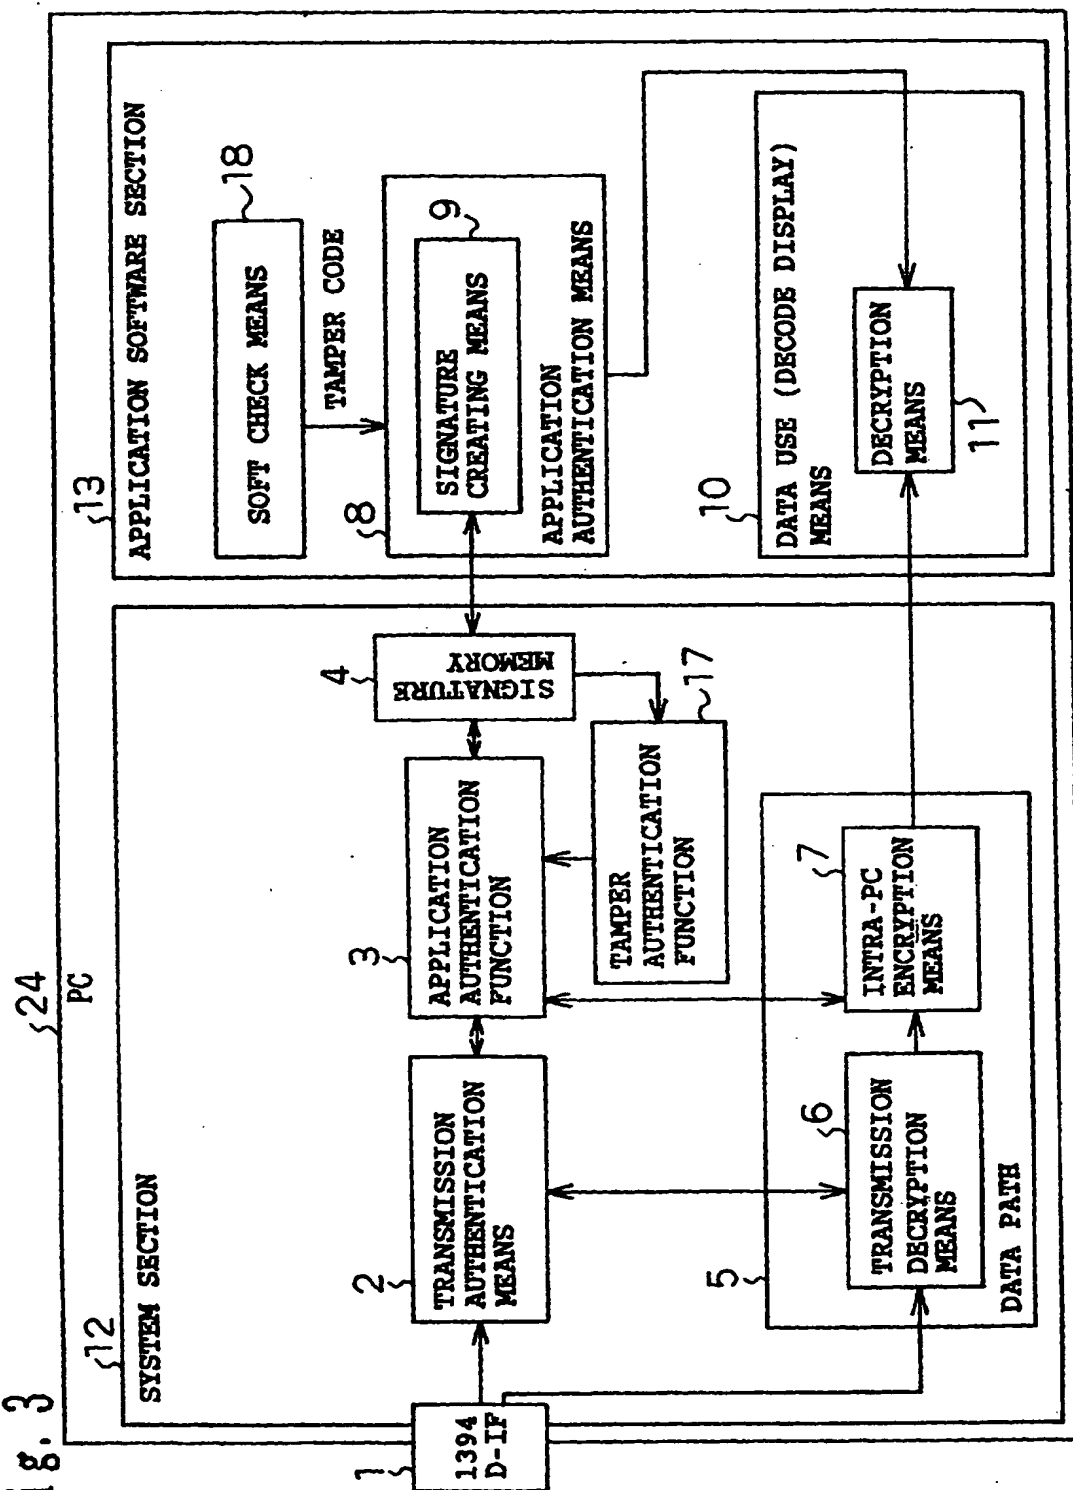 ig. 3
24
PC
12
SYSTEM SECTION
1
1394
D-IF
2
TRANSMISSION
AUTHENTICATION
MEANS
3
APPLICATION
AUTHENTICATION
FUNCTION
4
SIGNATURE
MEMORY
TAMPER
AUTHENTICATION
FUNCTION
17
5
6
TRANSMISSION
DECRYPTION
MEANS
7
INTRA-PC
ENCRYPTION
MEANS
DATA PATH
13
APPLICATION SOFTWARE SECTION
18
SOFT CHECK MEANS
TAMPER CODE
8
9
SIGNATURE
CREATING MEANS
APPLICATION
AUTHENTICATION MEANS
10
DATA USE (DECODE DISPLAY)
MEANS
DECRYPTION
MEANS
11